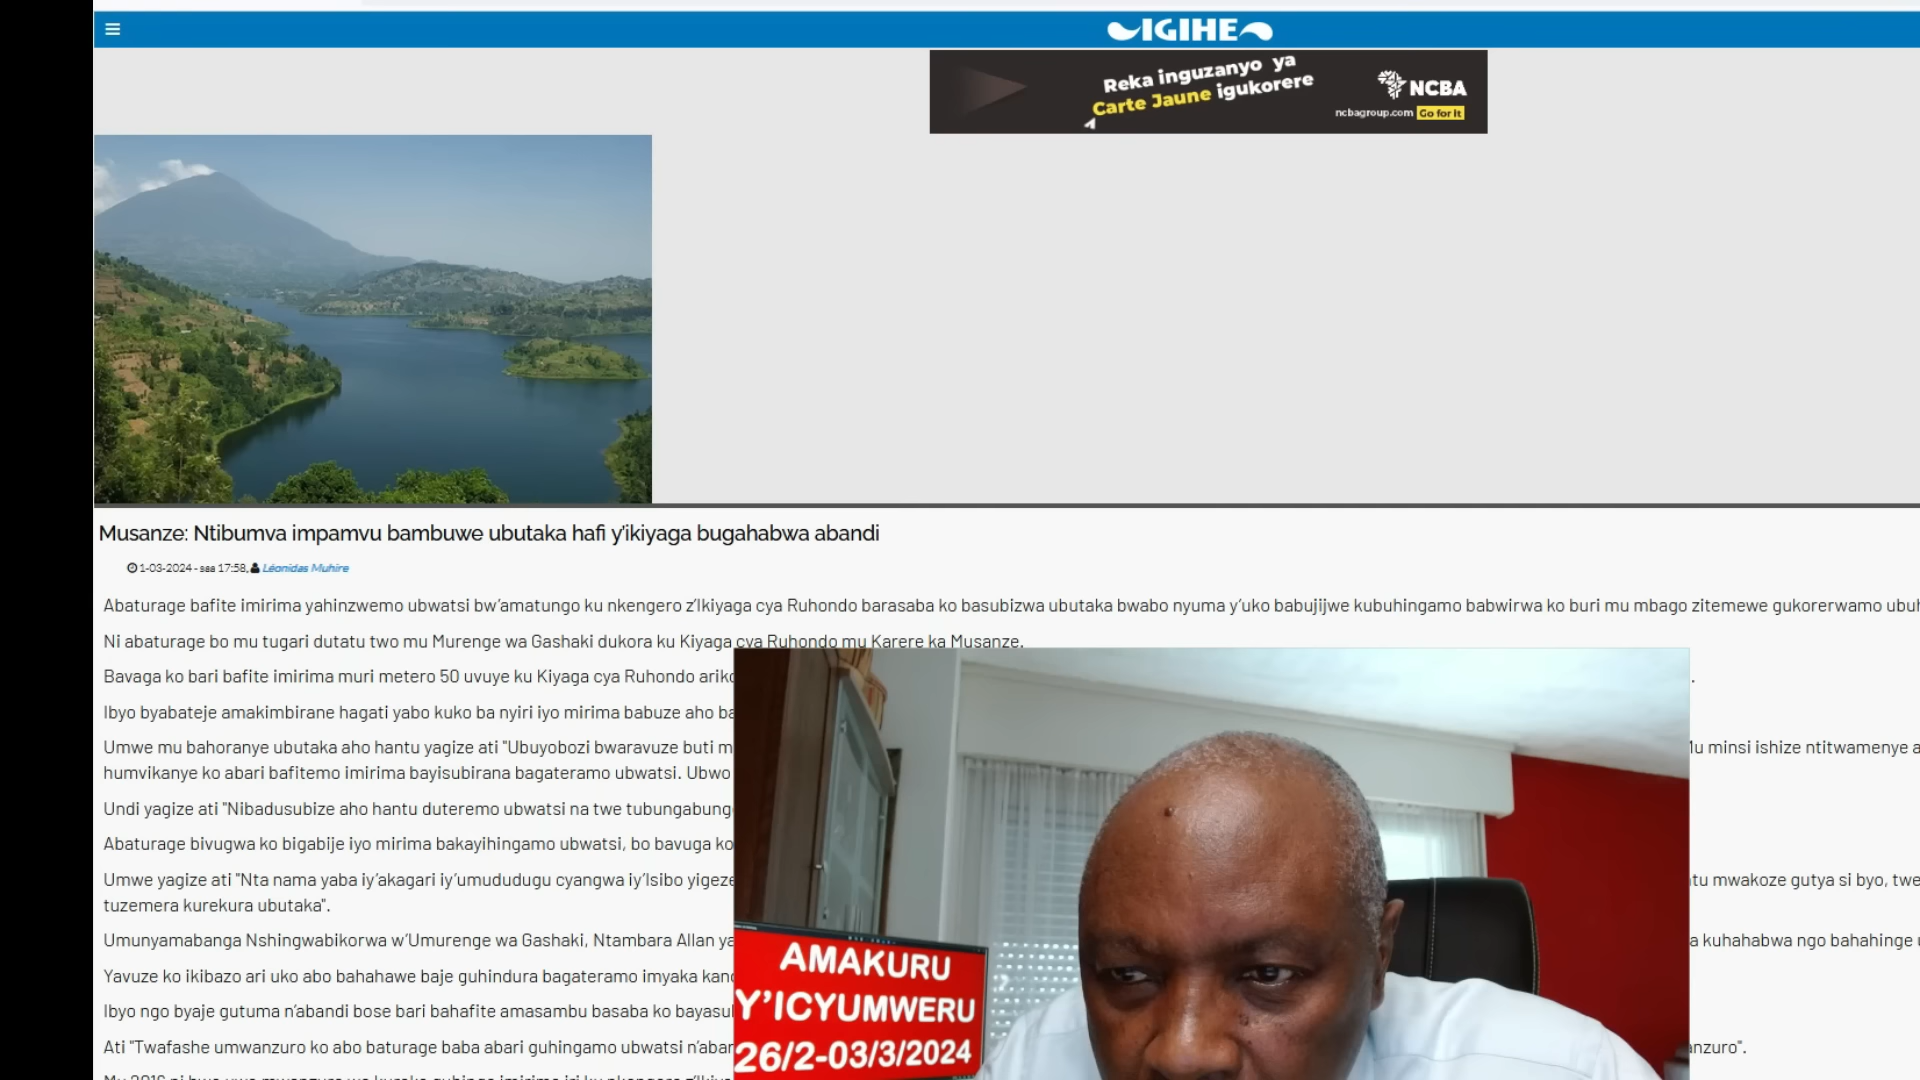 IGIHE
Reka inguzanyo ya
Carte Jaune igukorere
NCBA
ncbagroup.com Go for It
Musanze: Ntibumva impamvu bambuwe ubutaka hafi y'ikiyaga bugahabwa abandi
1-03-2024 - saa 17:58, Léonidas Muhire
Abaturage bafite imirima yahinzwemo ubwatsi bw'amatungo ku nkengero z'Ikiyaga cya Ruhondo barasaba ko basubizwa ubutaka bwabo nyuma y'uko babujijwe kubuhingamo babwirwa ko buri mu mbago zitemewe gukorerwamo
Ni abaturage bo mu tugari dutatu two mu Murenge wa Gashaki dukora ku Kiyaga cya Ruhondo mu Karere ka Musanze.
Bavaga ko bari bafite imirima muri metero 50 uvuye ku Kiyaga cya Ruhondo
Ibyo byabateje amakimbirane hagati yabo kuko ba nyiri iyo mirima babuze aho
Umwe mu bahoranye ubutaka aho hantu yagize ati "Ubuyobozi bwaravuze buti minsi ishize ntitwamenye
humvikanye ko abari bafitemo imirima bayisubirana bagateramo ubwatsi. Ubwo
Undi yagize ati "Nibadusubize aho hantu duteremo ubwatsi na twe
Abaturage bivugwa ko bigabije iyo mirima bakayihingamo ubwatsi, bo bavuga ko
Umwe yagize ati "Nta nama yaba iy'akagari iy'umududugu cyangwa iy'Isibo mwakoze gutya si byo, twe
tuzemera kurekura ubutaka".
Umunyamabanga Nshingwabikorwa w'Umurenge wa Gashaki, Ntambara Allan kuhahabwa ngo bahahinge
Yavuze ko ikibazo ari uko abo bahahawe baje guhindura bagateramo imyaka
Ibyo ngo byaje gutuma n'abandi bose bari bahafite amasambu basaba ko
Ati "Twafashe umwanzuro ko abo baturage baba abari guhingamo ubwatsi
AMAKURU
Y'ICYUMWERU
26/2-03/3/2024